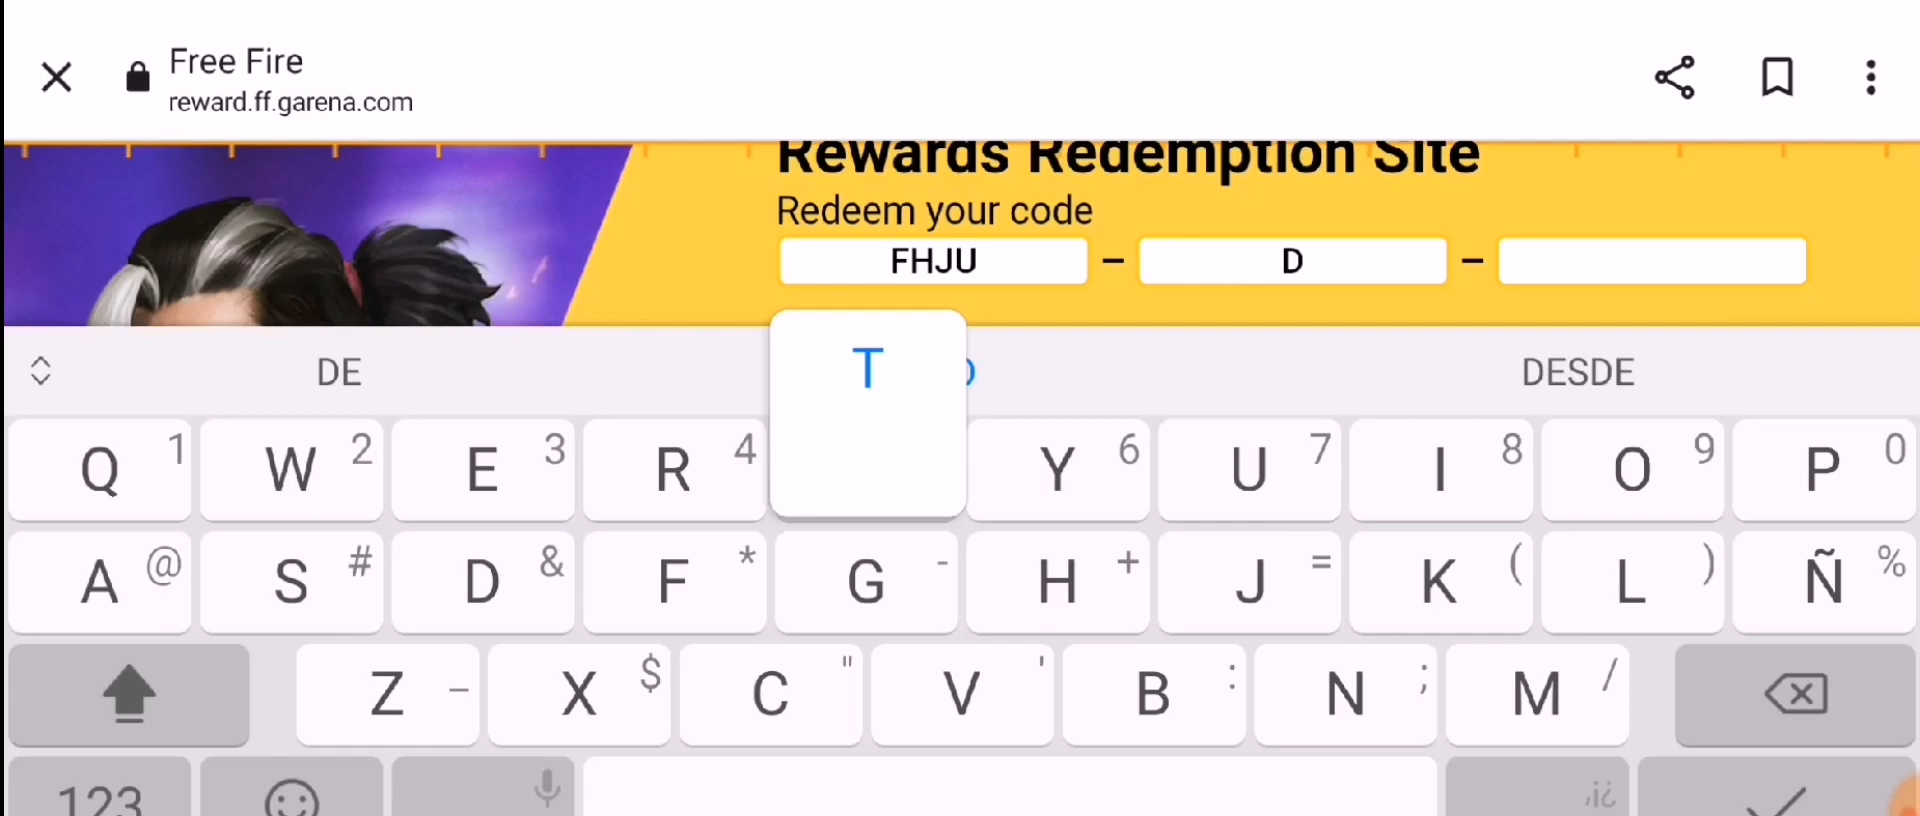 Free Fire
reward.ff.garena.com
Rewards Redemption Site
Redeem your code
FHJU – D –
DE T DESDE
Q 1 W 2 E 3 R 4 Y 6 U 7 I 8 O 9 P 0
A @ S # D & F * G - H + J = K ( L ) Ñ %
Z _ X $ C " V ' B : N ; M /
123 ,¡¿